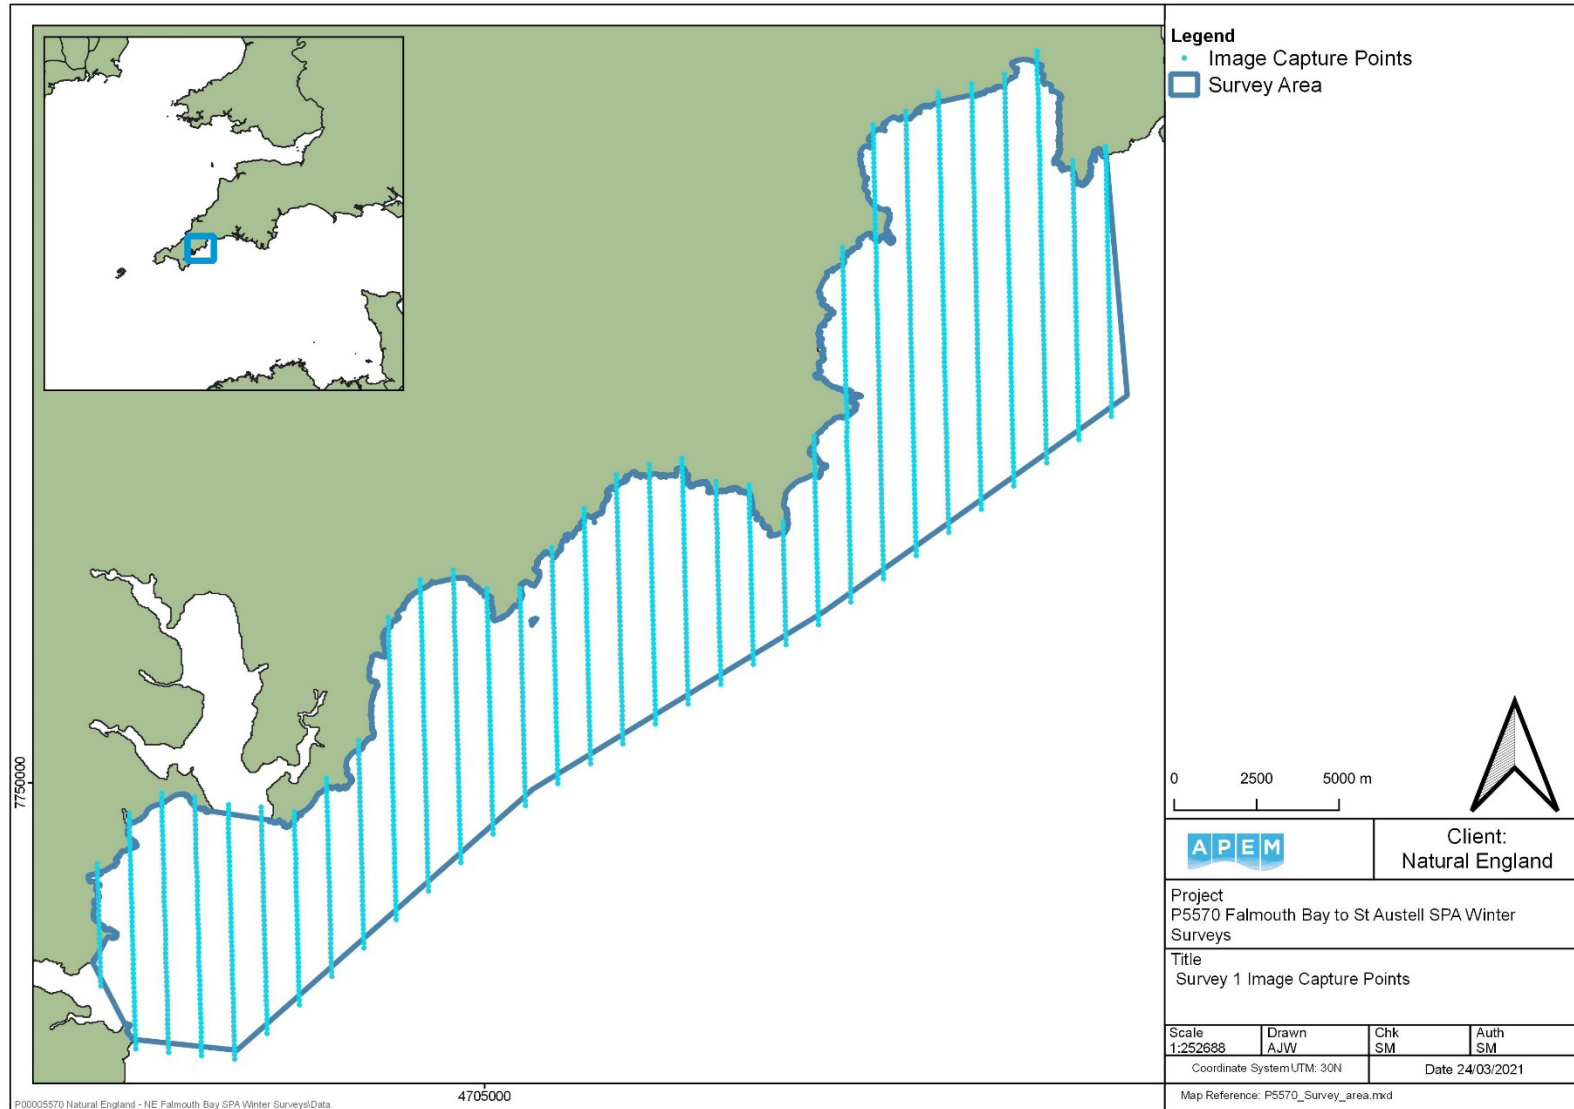 Legend
Image Capture Points
Survey Area
7750000
4705000
0 2500 5000 m
APEM
Client:
Natural England
Project
P5570 Falmouth Bay to St Austell SPA Winter
Surveys
Title
Survey 1 Image Capture Points
Scale
1:252688
Drawn
AJW
Chk
SM
Auth
SM
Coordinate System UTM: 30N
Date 24/03/2021
Map Reference: P5570_Survey_area.mxd
P00005570 Natural England - NE Falmouth Bay SPA Winter Surveys\Data